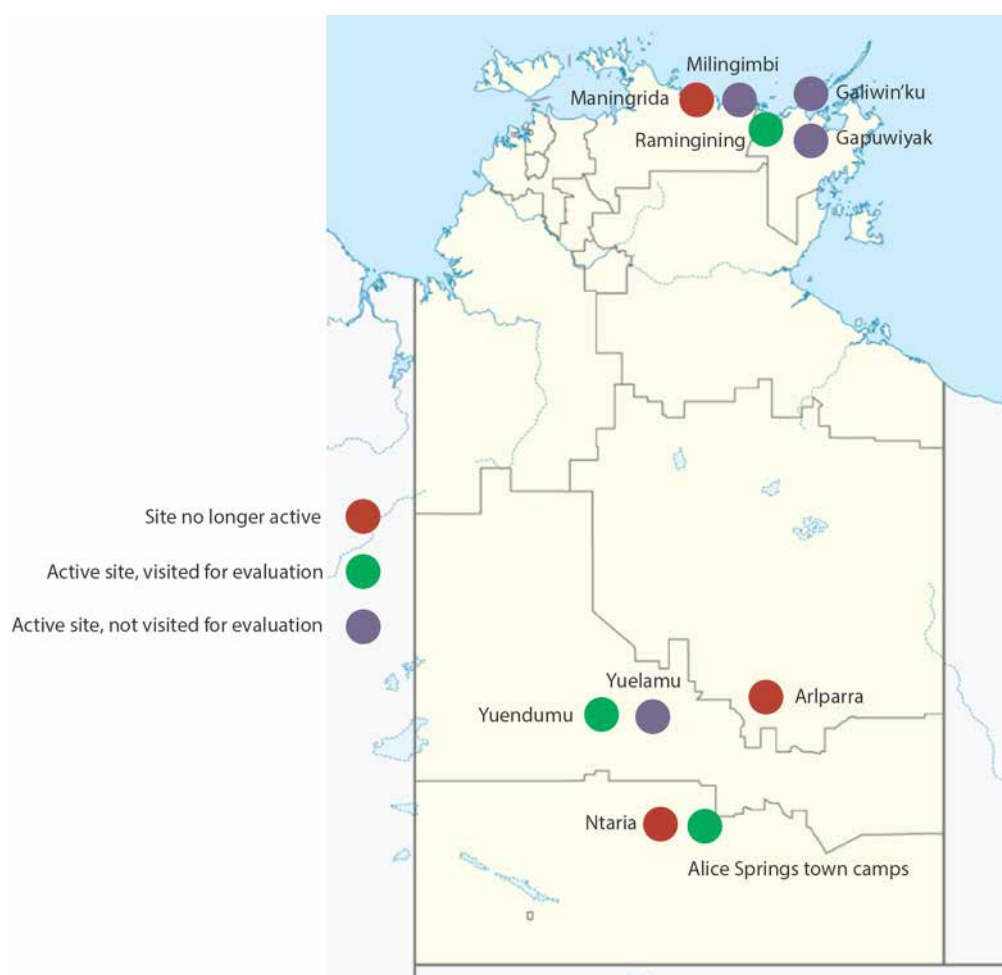 Milingimbi
Galiwin’ku
Maningrida
Ramingining
Gapuwiyak
Site no longer active
Active site, visited for evaluation
Active site, not visited for evaluation
Yuelamu
Arlparra
Yuendumu
Ntaria
Alice Springs town camps